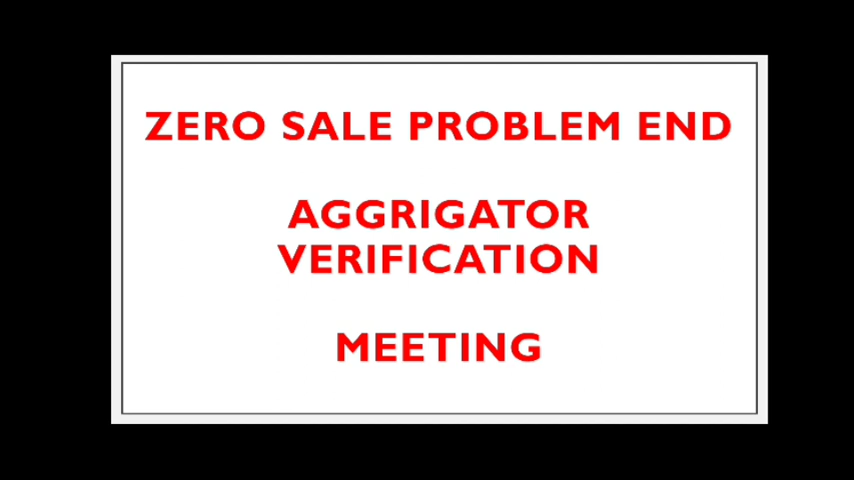 ZERO SALE PROBLEM END
AGGRIGATOR
VERIFICATION
MEETING